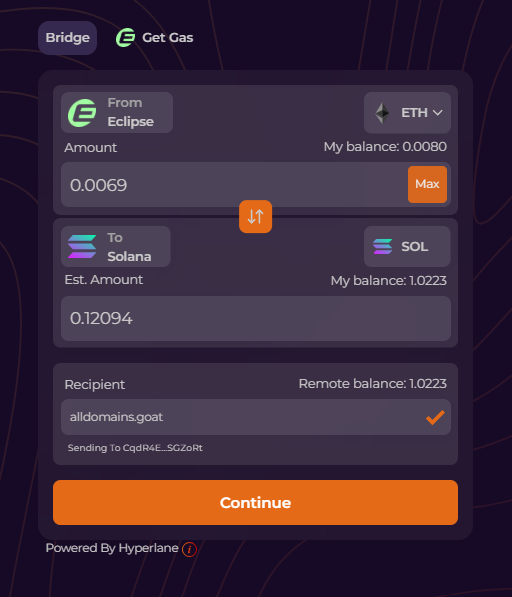 Bridge Get Gas
From
Eclipse
ETH
Amount My balance: 0.0080
0.0069 Max
To
Solana
SOL
Est. Amount My balance: 1.0223
0.12094
Recipient Remote balance: 1.0223
alldomains.goat
Sending To CqdR4E...SGZoRt
Continue
Powered By Hyperlane i